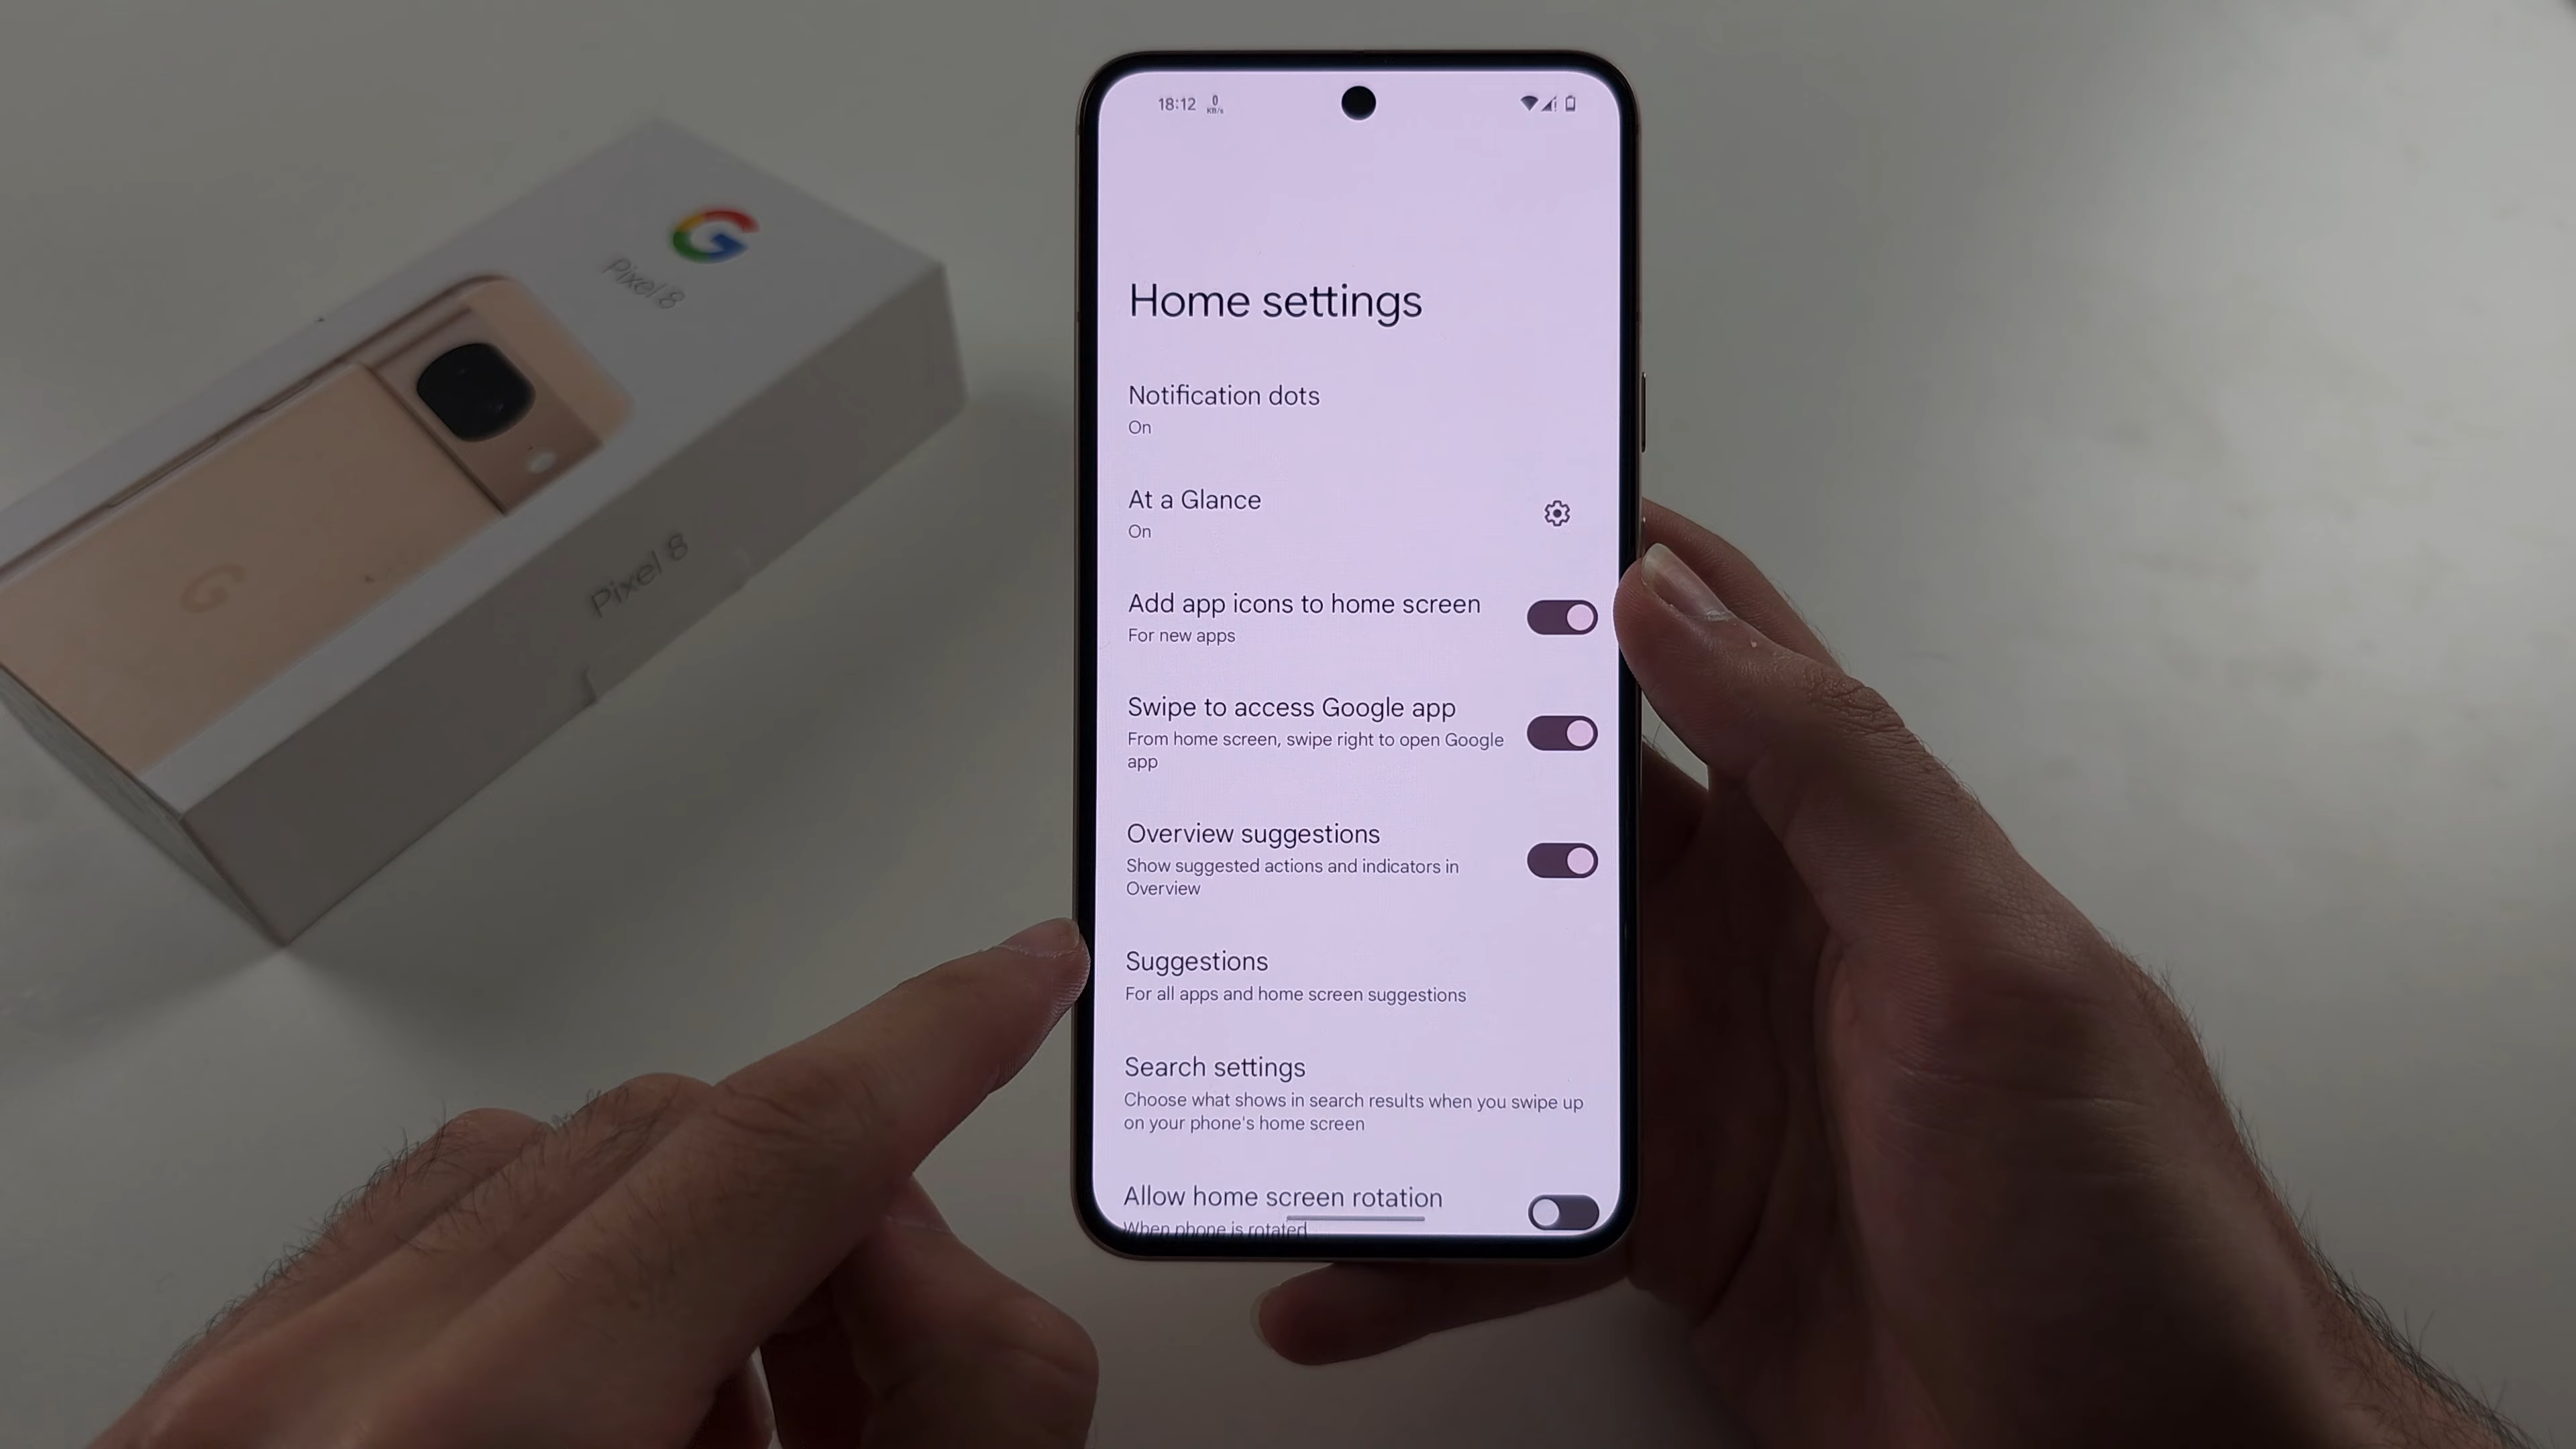 Pixel 8
Pixel 8
18:12 0 KB/s
Home settings
Notification dots
On
At a Glance
On
Add app icons to home screen
For new apps
Swipe to access Google app
From home screen, swipe right to open Google
app
Overview suggestions
Show suggested actions and indicators in
Overview
Suggestions
For all apps and home screen suggestions
Search settings
Choose what shows in search results when you swipe up
on your phone's home screen
Allow home screen rotation
When phone is rotated